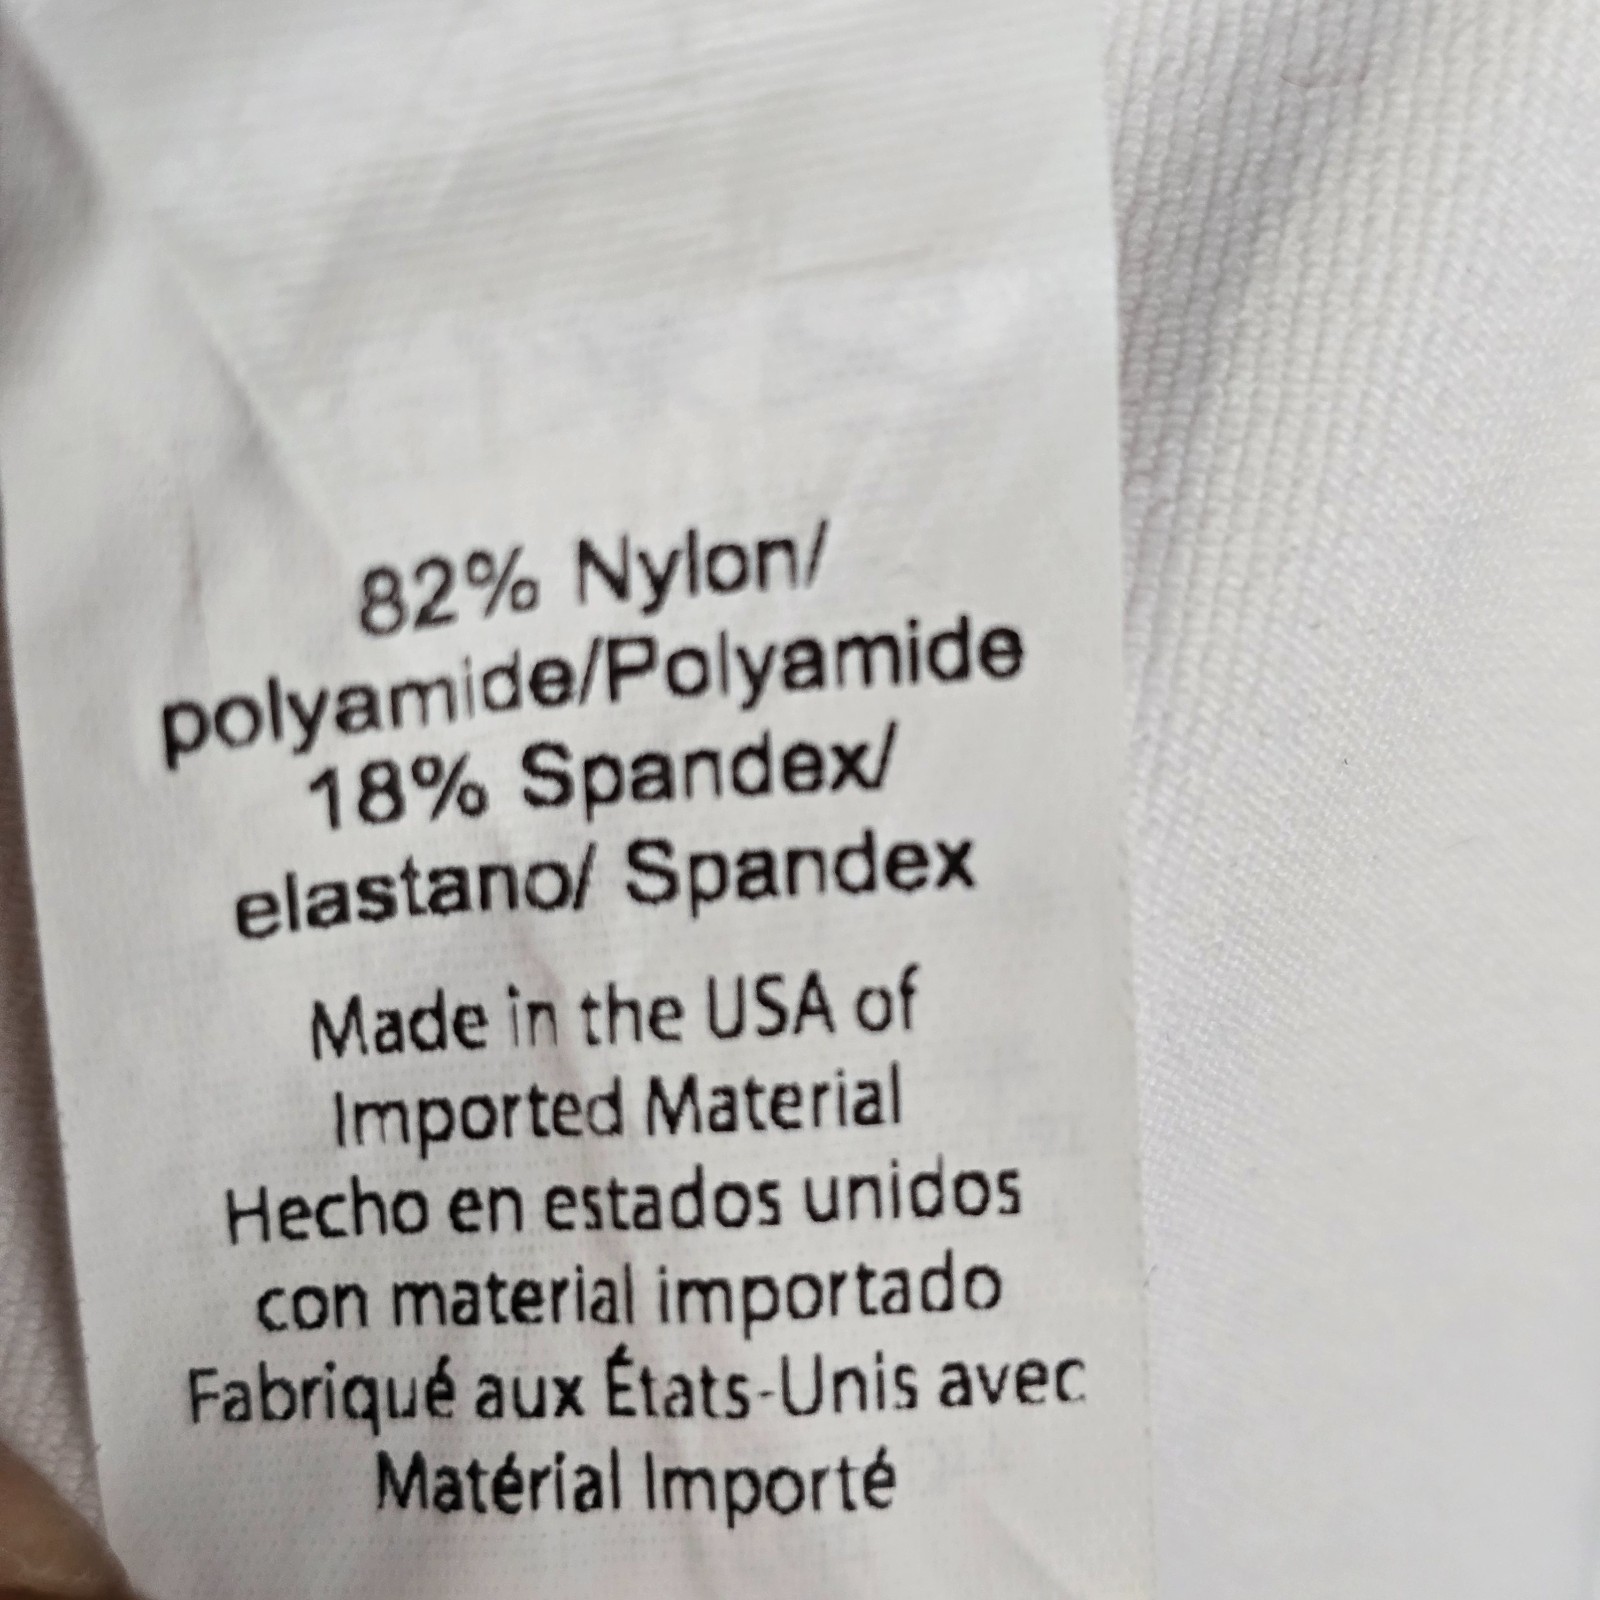 82% Nylon/
polyamide/Polyamide
18% Spandex/
elastano/ Spandex
Made in the USA of
Imported Material
Hecho en estados unidos
con material importado
Fabriqué aux États-Unis avec
Matérial Importé